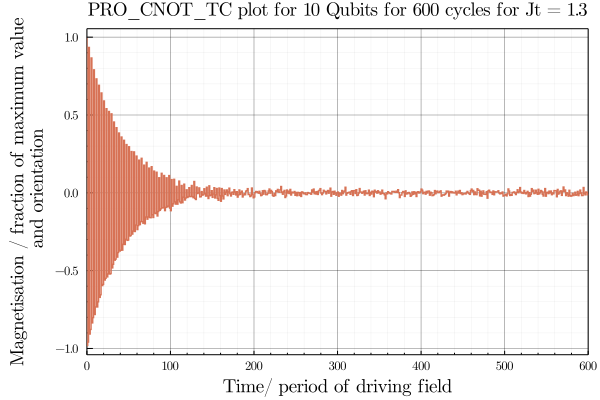 PRO_CNOT_TC plot for 10 Qubits for 600 cycles for Jt = 1.3
Magnetisation / fraction of maximum value
and orientation
1.0
0.5
0.0
−0.5
−1.0
0 100 200 300 400 500 600
Time/ period of driving field